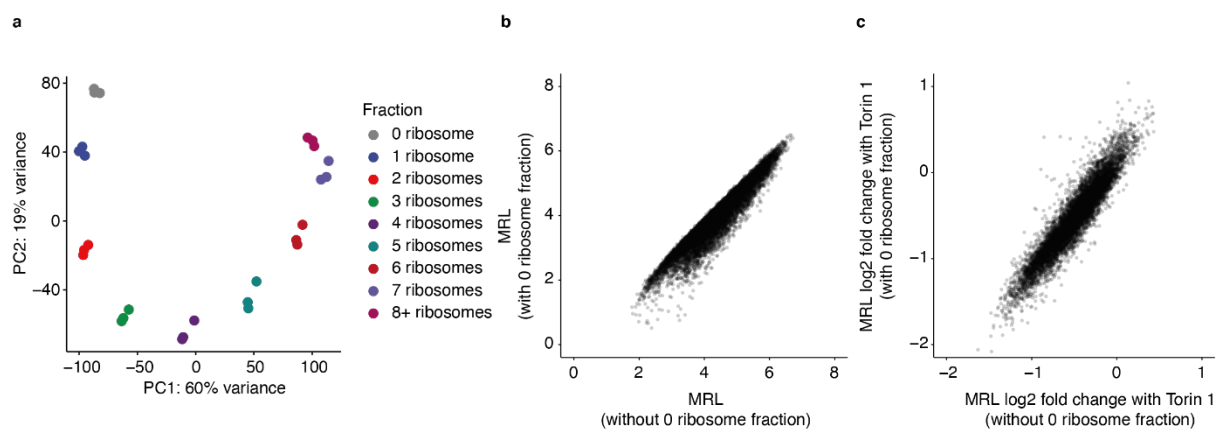 a
80
40
0
−40
−100
−50
0
50
100
PC2: 19% variance
PC1: 60% variance
Fraction
0 ribosome
1 ribosome
2 ribosomes
3 ribosomes
4 ribosomes
5 ribosomes
6 ribosomes
7 ribosomes
8+ ribosomes
b
8
6
4
2
0
0
2
4
6
8
MRL
(with 0 ribosome fraction)
MRL
(without 0 ribosome fraction)
c
1
0
−1
−2
−2
−1
0
1
MRL log2 fold change with Torin 1
(with 0 ribosome fraction)
MRL log2 fold change with Torin 1
(without 0 ribosome fraction)